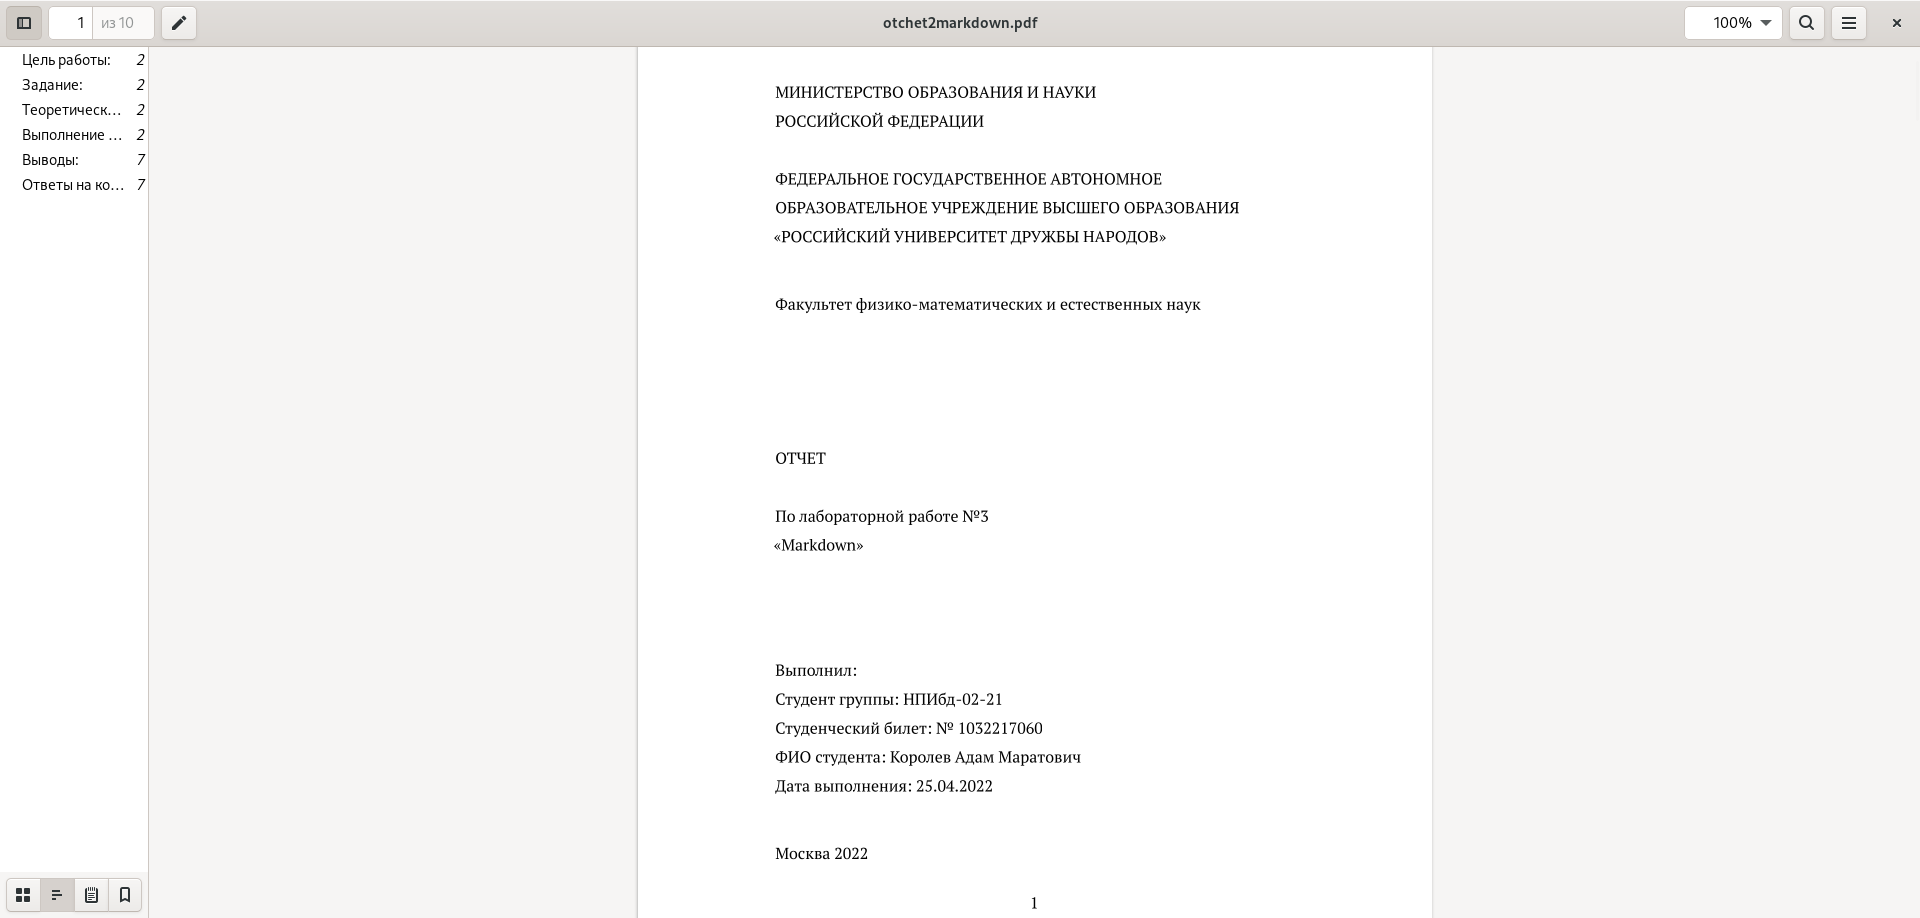 1 из 10
otchet2markdown.pdf
100%
Цель работы: 2
Задание: 2
Теоретическ… 2
Выполнение … 2
Выводы: 7
Ответы на ко… 7
МИНИСТЕРСТВО ОБРАЗОВАНИЯ И НАУКИ
РОССИЙСКОЙ ФЕДЕРАЦИИ
ФЕДЕРАЛЬНОЕ ГОСУДАРСТВЕННОЕ АВТОНОМНОЕ
ОБРАЗОВАТЕЛЬНОЕ УЧРЕЖДЕНИЕ ВЫСШЕГО ОБРАЗОВАНИЯ
«РОССИЙСКИЙ УНИВЕРСИТЕТ ДРУЖБЫ НАРОДОВ»
Факультет физико-математических и естественных наук
ОТЧЕТ
По лабораторной работе №3
«Markdown»
Выполнил:
Студент группы: НПИбд-02-21
Студенческий билет: № 1032217060
ФИО студента: Королев Адам Маратович
Дата выполнения: 25.04.2022
Москва 2022
1